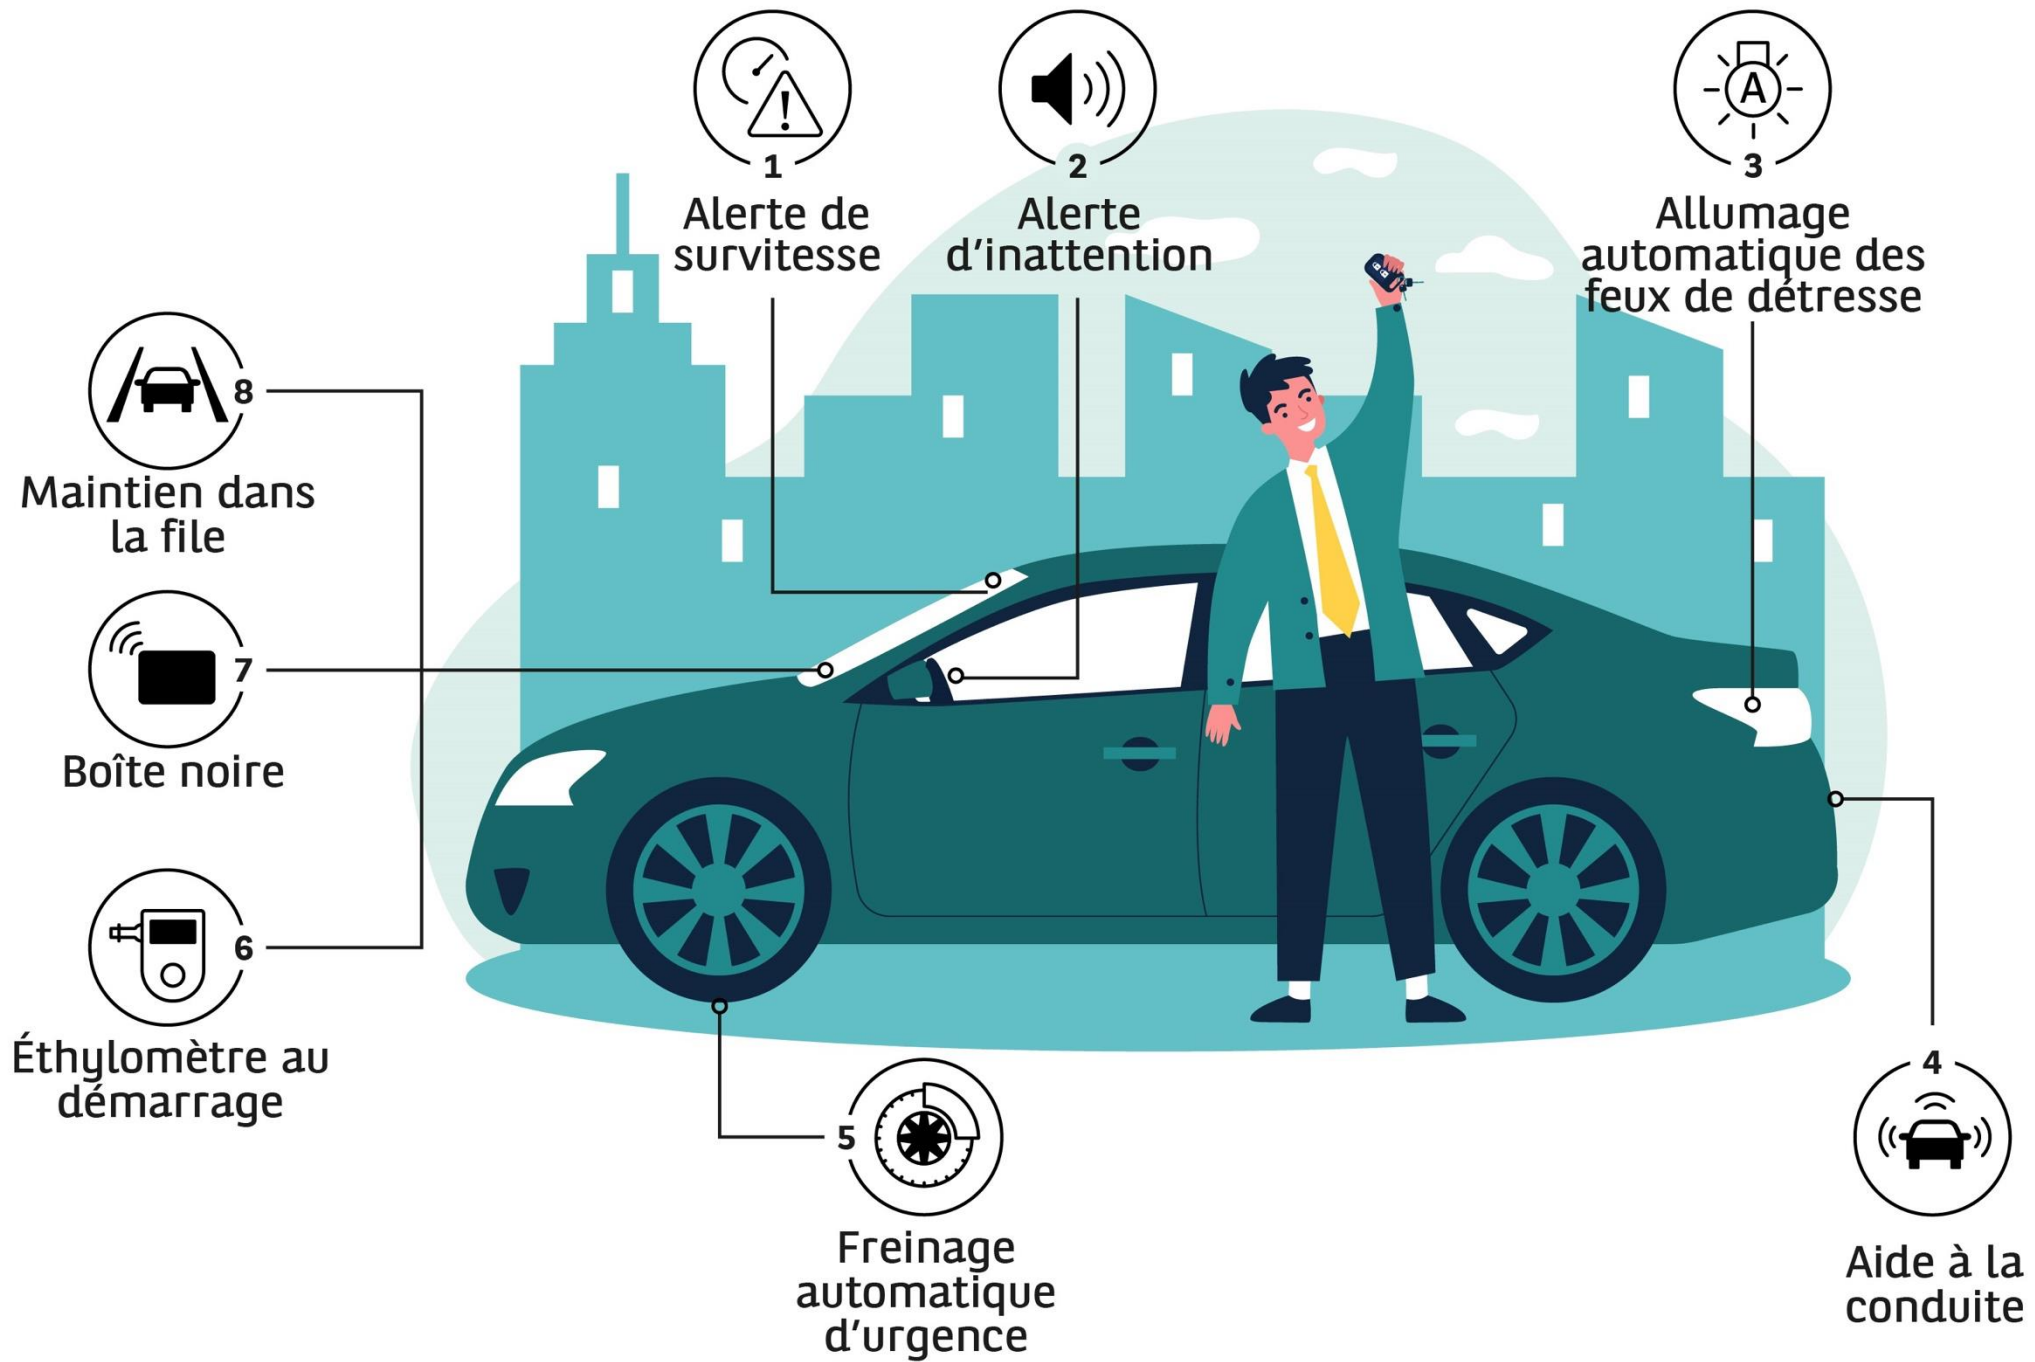 1
Alerte de
survitesse
2
Alerte
d'inattention
A
3
Allumage
automatique des
feux de détresse
8
Maintien dans
la file
7
Boîte noire
6
Éthylomètre au
démarrage
5
Freinage
automatique
d'urgence
4
Aide à la
conduite